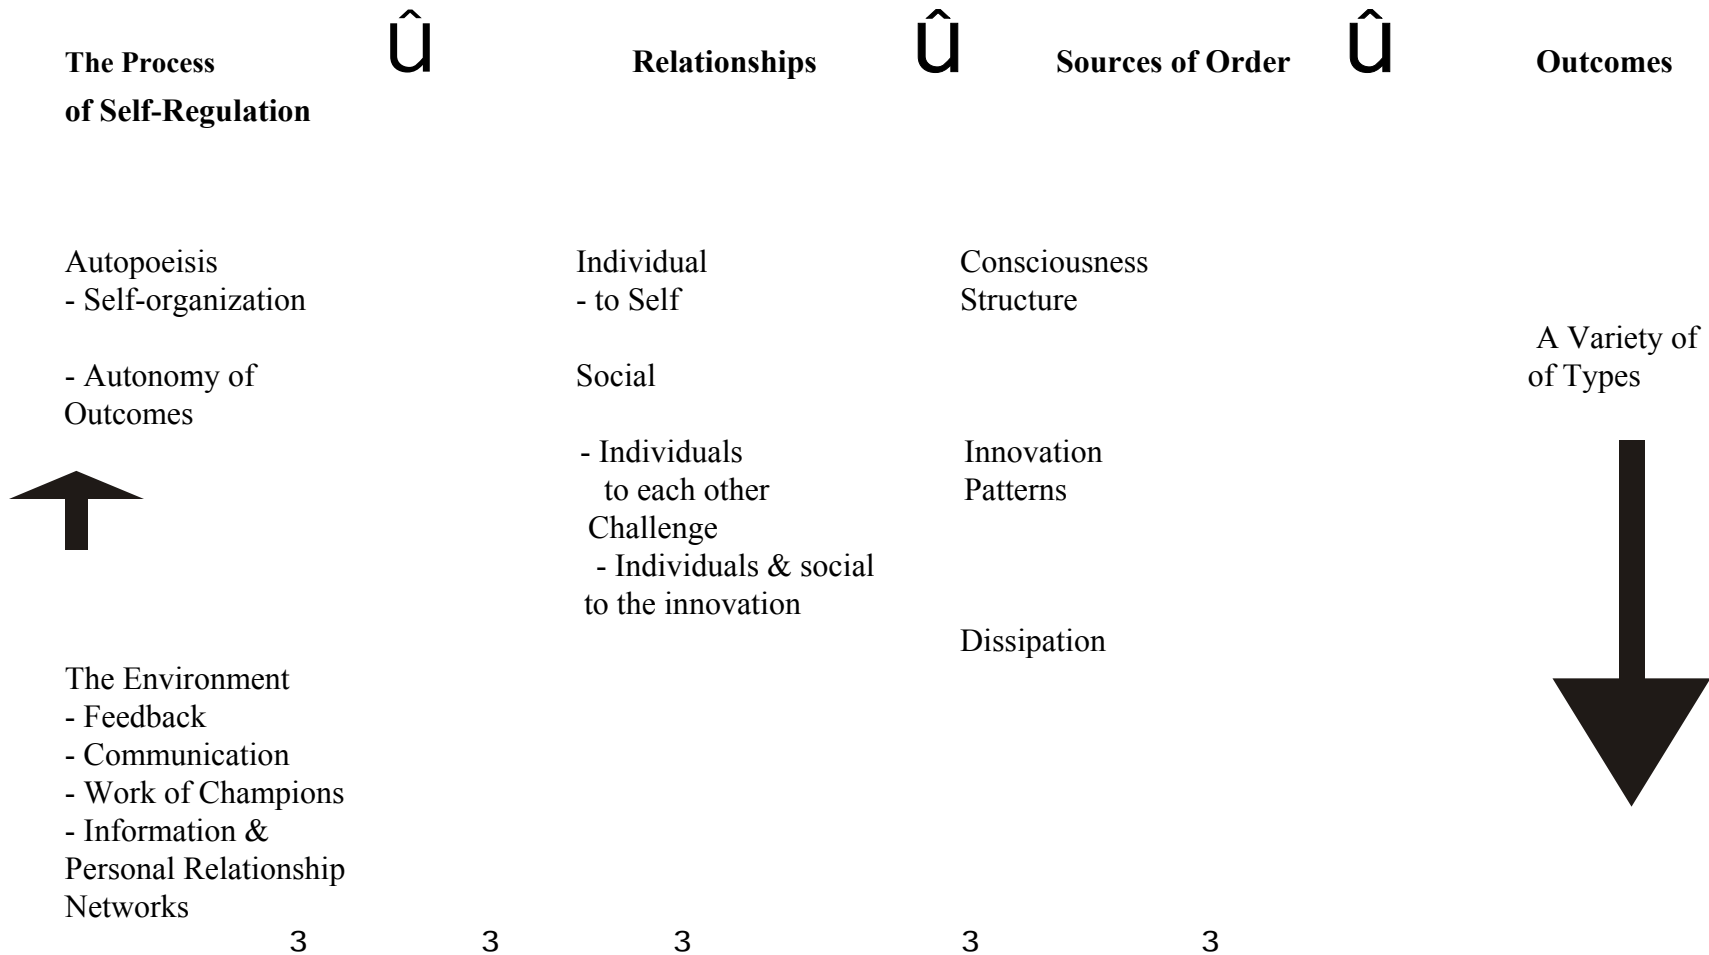 The Process û Relationships û Sources of Order û Outcomes
of Self-Regulation
Autopoeisis
- Self-organization
- Autonomy of
Outcomes
The Environment
- Feedback
- Communication
- Work of Champions
- Information &
Personal Relationship
Networks
Individual
- to Self
Social
- Individuals
to each other
Challenge
- Individuals & social
to the innovation
Consciousness
Structure
Innovation
Patterns
Dissipation
A Variety of
of Types
3 3 3 3 3